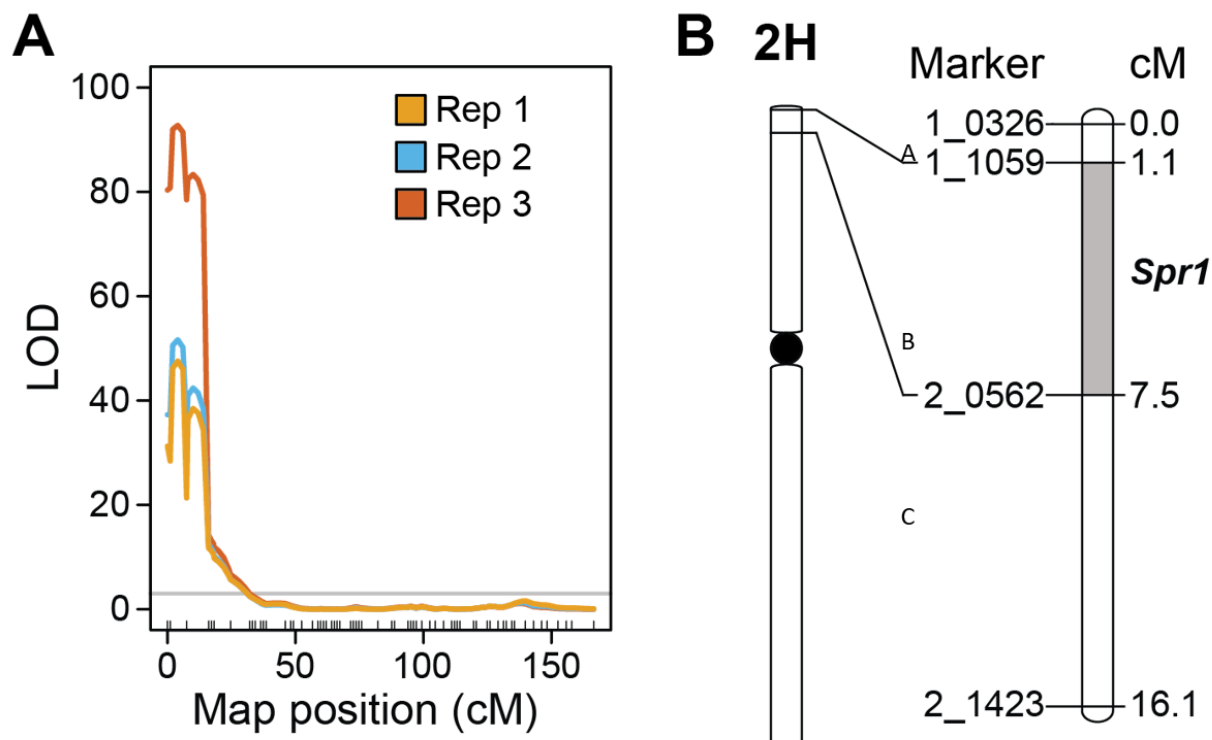 A
LOD
100
80
60
40
20
0
Rep 1
Rep 2
Rep 3
0 50 100 150
Map position (cM)
B 2H
Marker cM
1_0326 0.0
A
1_1059 1.1
Spr1
B
2_0562 7.5
C
2_1423 16.1